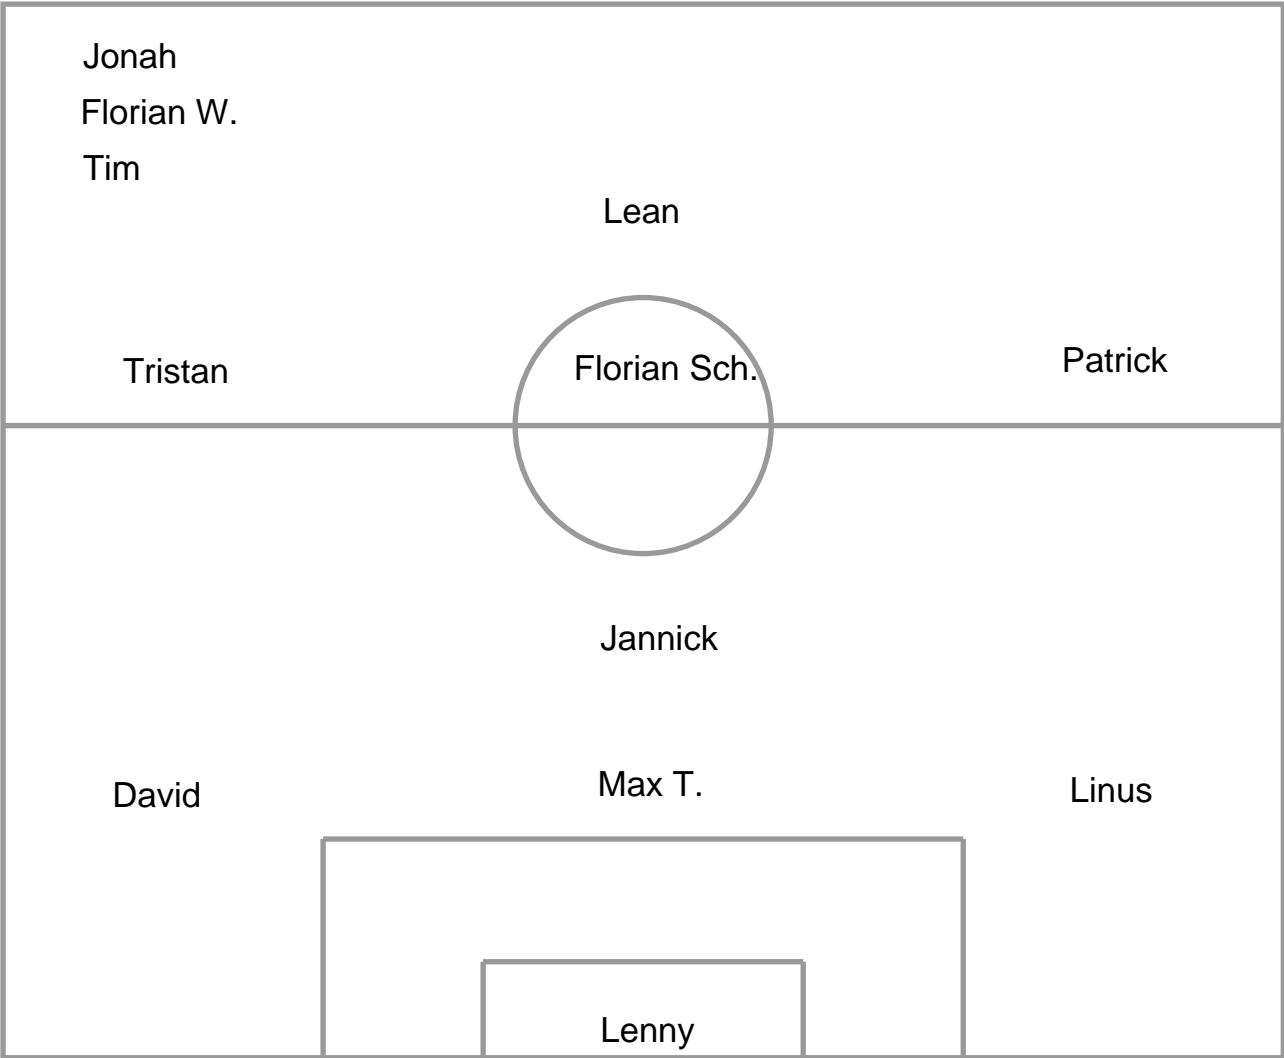 Jonah
Florian W.
Tim
Lean
Tristan
Florian Sch.
Patrick
Jannick
David
Max T.
Linus
Lenny